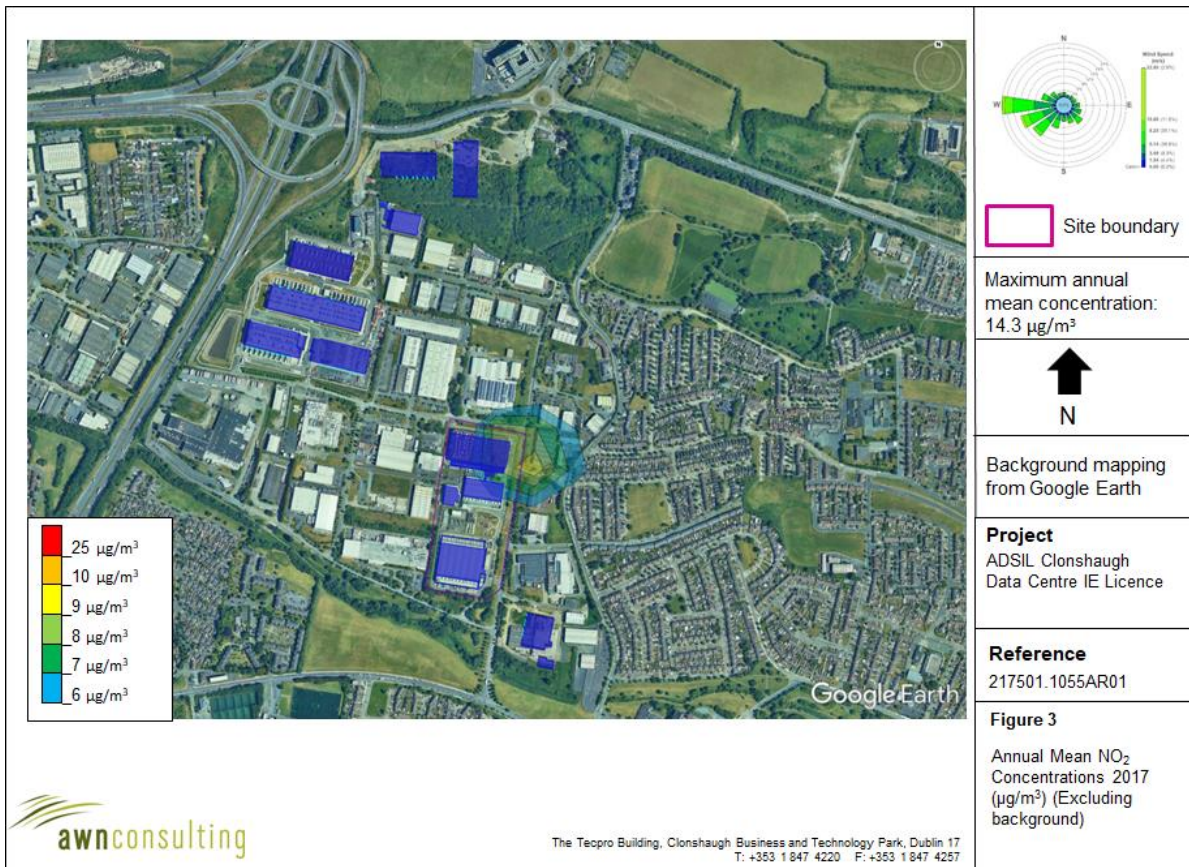 N
W
E
S
Wind Speed
(m/s)
Site boundary
Maximum annual
mean concentration:
14.3 µg/m³
N
Background mapping
from Google Earth
Project
ADSIL Clonshaugh
Data Centre IE Licence
Reference
217501.1055AR01
Figure 3
Annual Mean NO₂
Concentrations 2017
(µg/m³) (Excluding
background)
25 µg/m³
10 µg/m³
9 µg/m³
8 µg/m³
7 µg/m³
6 µg/m³
Google Earth
awnconsulting
The Tecpro Building, Clonshaugh Business and Technology Park, Dublin 17
T: +353 1 847 4220 F: +353 1 847 4257